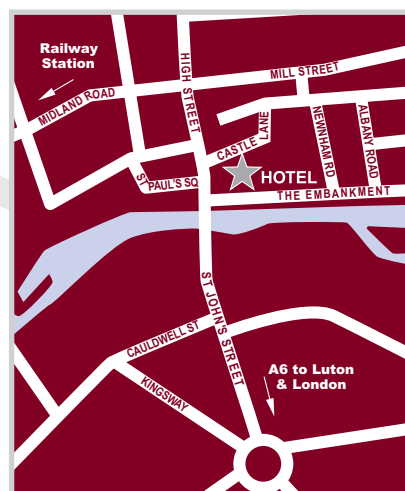 Railway
Station
HIGH STREET
MILL STREET
MIDLAND ROAD
CASTLE LANE
NEWNHAM RD
ALBANY ROAD
ST PAUL'S SQ
HOTEL
THE EMBANKMENT
ST JOHN'S STREET
CAULDWELL ST
KINGSWAY
A6 to Luton
& London